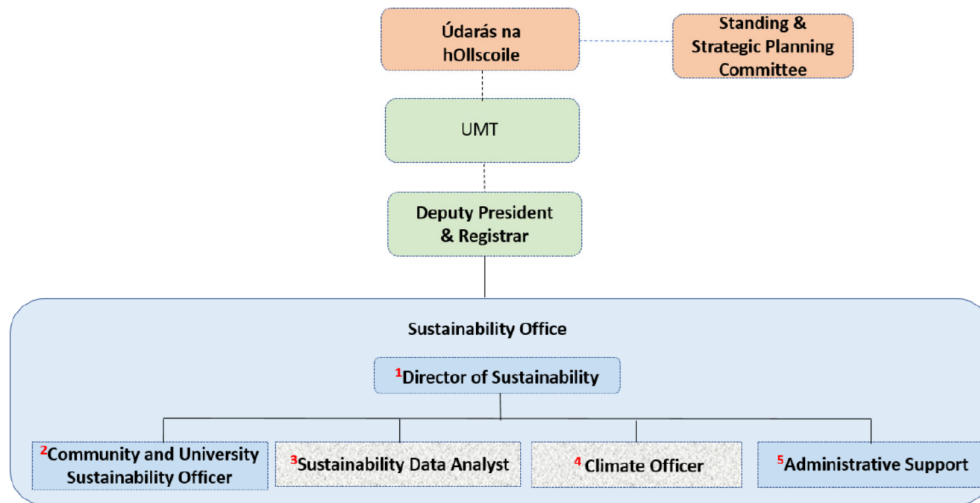 Údarás na
hOllscoile
Standing &
Strategic Planning
Committee
UMT
Deputy President
& Registrar
Sustainability Office
1Director of Sustainability
2Community and University
Sustainability Officer
3Sustainability Data Analyst
4 Climate Officer
5Administrative Support